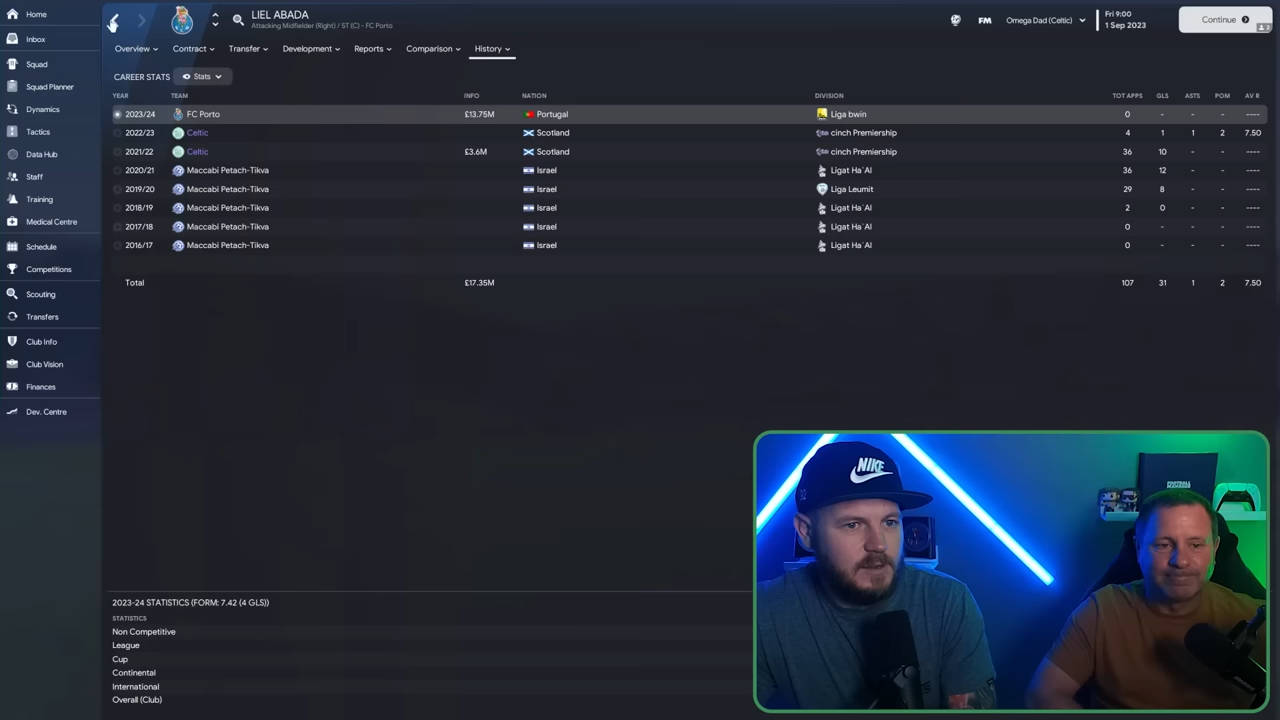 Home
Inbox
Squad
Squad Planner
Dynamics
Tactics
Data Hub
Staff
Training
Medical Centre
Schedule
Competitions
Scouting
Transfers
Club Info
Club Vision
Finances
Dev. Centre
LIEL ABADA
Attacking Midfielder (Right) / ST (C) - FC Porto
FM
Omega Dad (Celtic)
Fri 9:00
1 Sep 2023
Continue
Overview
Contract
Transfer
Development
Reports
Comparison
History
CAREER STATS
Stats
YEAR TEAM INFO NATION DIVISION TOT APPS GLS ASTS POM AV R
2023/24 FC Porto £13.75M Portugal Liga bwin 0 - - - ----
2022/23 Celtic Scotland cinch Premiership 4 1 1 2 7.50
2021/22 Celtic £3.6M Scotland cinch Premiership 36 10 - - ----
2020/21 Maccabi Petach-Tikva Israel Ligat Ha`Al 36 12 - - ----
2019/20 Maccabi Petach-Tikva Israel Liga Leumit 29 8 - - ----
2018/19 Maccabi Petach-Tikva Israel Ligat Ha`Al 2 0 - - ----
2017/18 Maccabi Petach-Tikva Israel Ligat Ha`Al 0 - - - ----
2016/17 Maccabi Petach-Tikva Israel Ligat Ha`Al 0 - - - ----
Total £17.35M 107 31 1 2 7.50
2023-24 STATISTICS (FORM: 7.42 (4 GLS))
STATISTICS
Non Competitive
League
Cup
Continental
International
Overall (Club)
NIKE
FOOTBALL
MANAGER